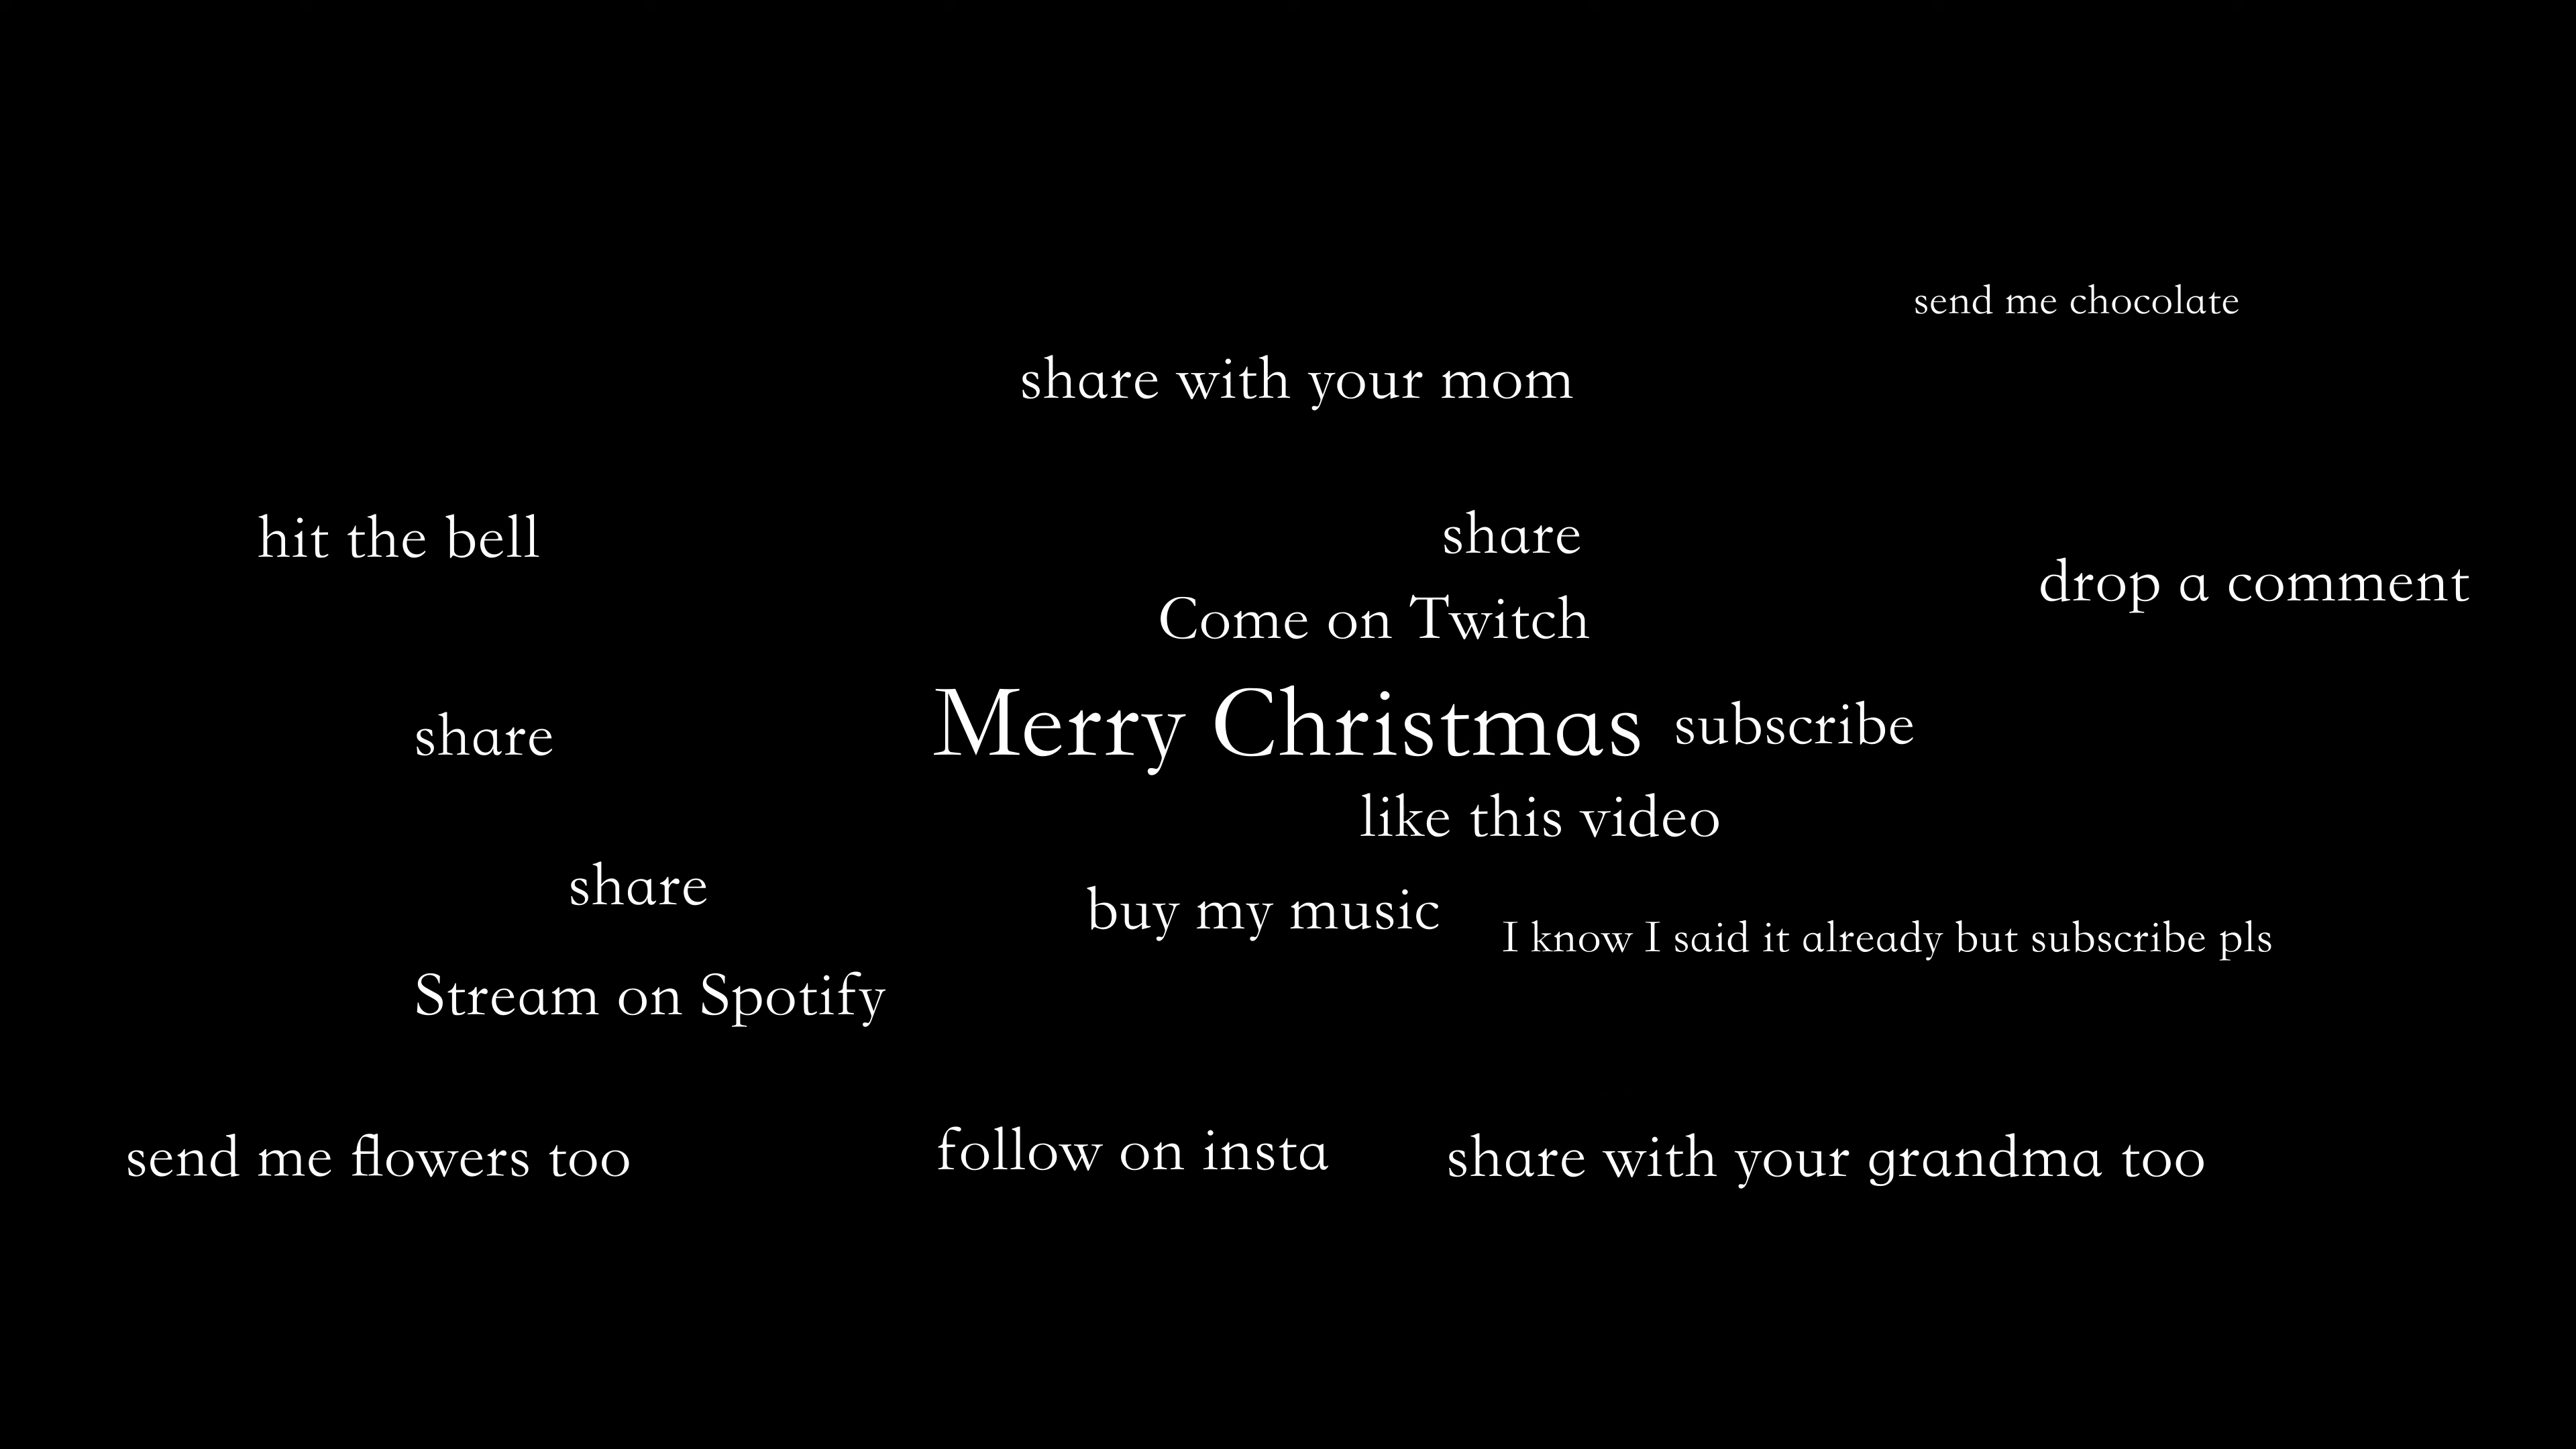 send me chocolate
share with your mom
hit the bell
share
drop a comment
Come on Twitch
share
Merry Christmas
subscribe
like this video
share
buy my music
I know I said it already but subscribe pls
Stream on Spotify
send me flowers too
follow on insta
share with your grandma too